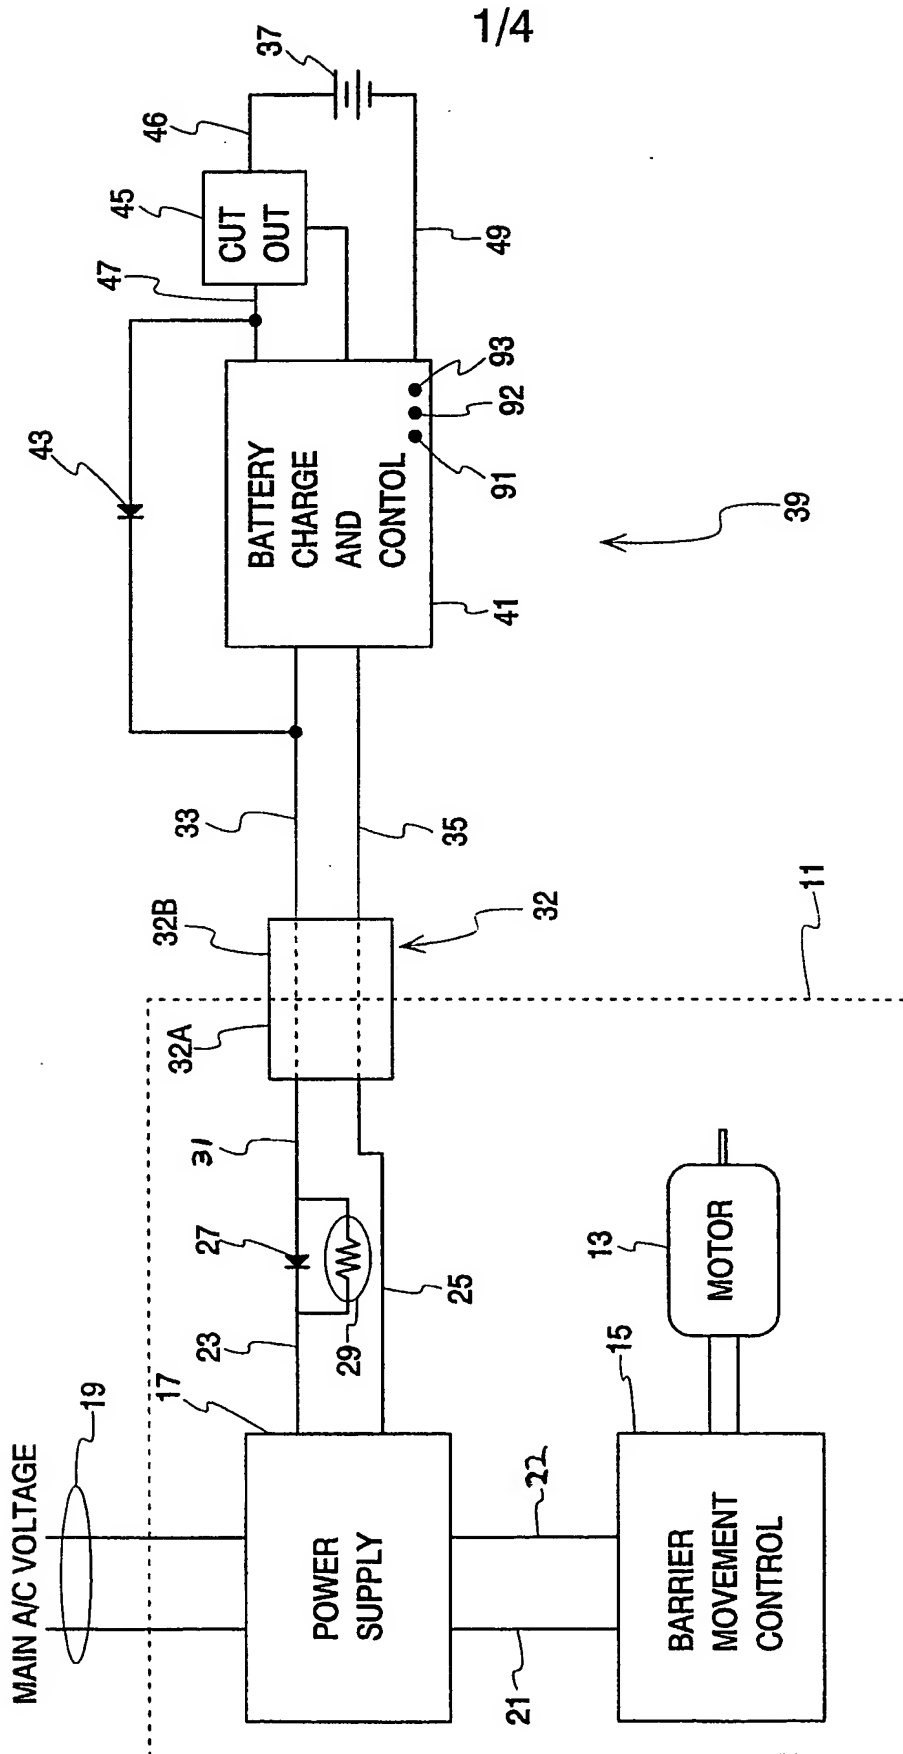 1/4
MAIN A/C VOLTAGE
19
17
POWER
SUPPLY
21
22
BARRIER
MOVEMENT
CONTROL
15
13
MOTOR
11
23
27
29
31
25
32A
32B
32
33
35
43
BATTERY
CHARGE
AND
CONTOL
41
91
92
93
39
47
45
CUT
OUT
46
37
49